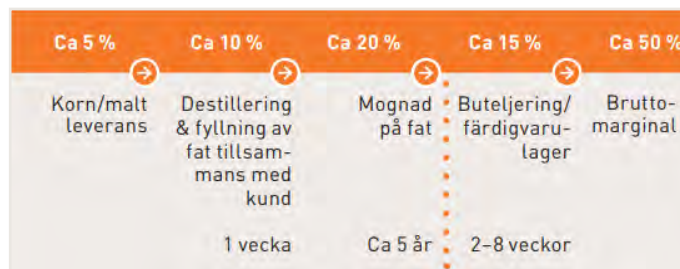 Ca 5 %
Ca 10 %
Ca 20 %
Ca 15 %
Ca 50 %
Korn/malt
leverans
Destillering
& fyllning av
fat tillsam-
mans med
kund
Mognad
på fat
Buteljering/
färdigvaru-
lager
Brutto-
marginal
1 vecka
Ca 5 år
2–8 veckor